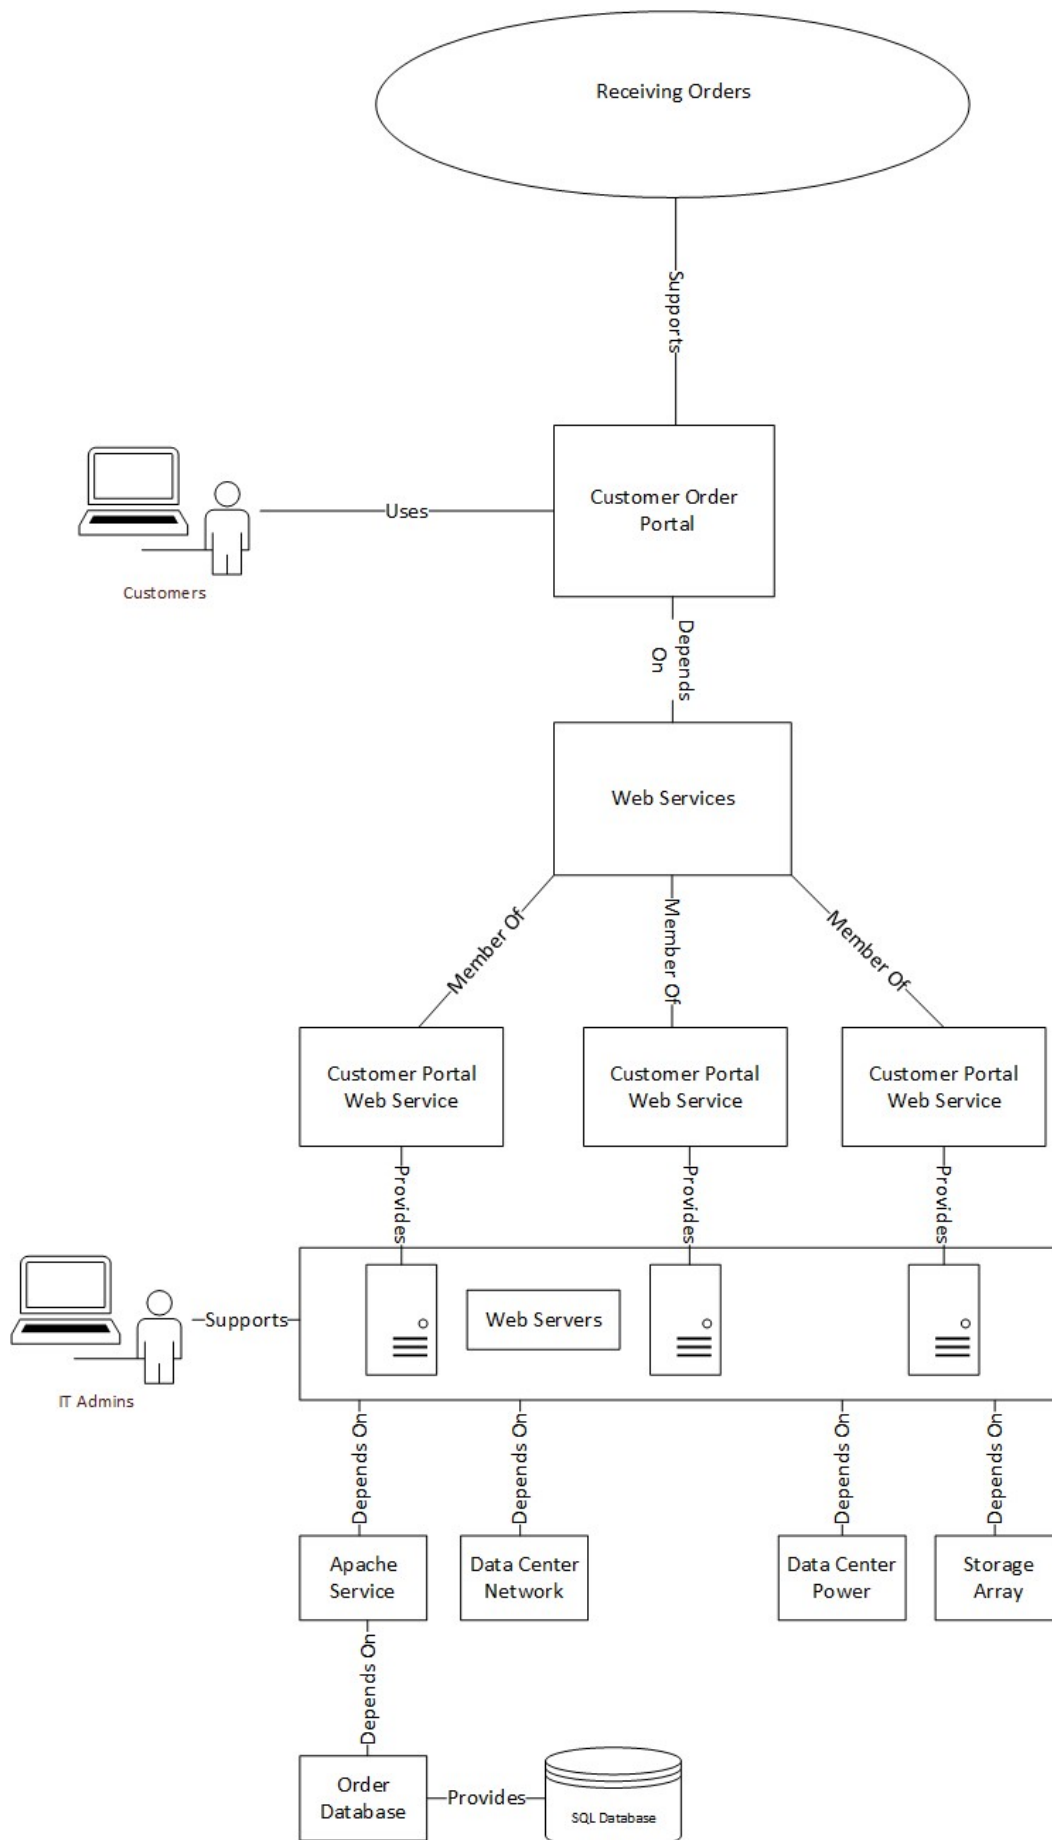 Receiving Orders
Supports
Customer Order
Portal
Uses
Customers
Depends
On
Web Services
Member Of
Member Of
Member Of
Customer Portal
Web Service
Customer Portal
Web Service
Customer Portal
Web Service
Provides
Provides
Provides
Web Servers
Supports
IT Admins
Depends On
Depends On
Depends On
Depends On
Apache
Service
Data Center
Network
Data Center
Power
Storage
Array
Depends On
Order
Database
Provides
SQL Database